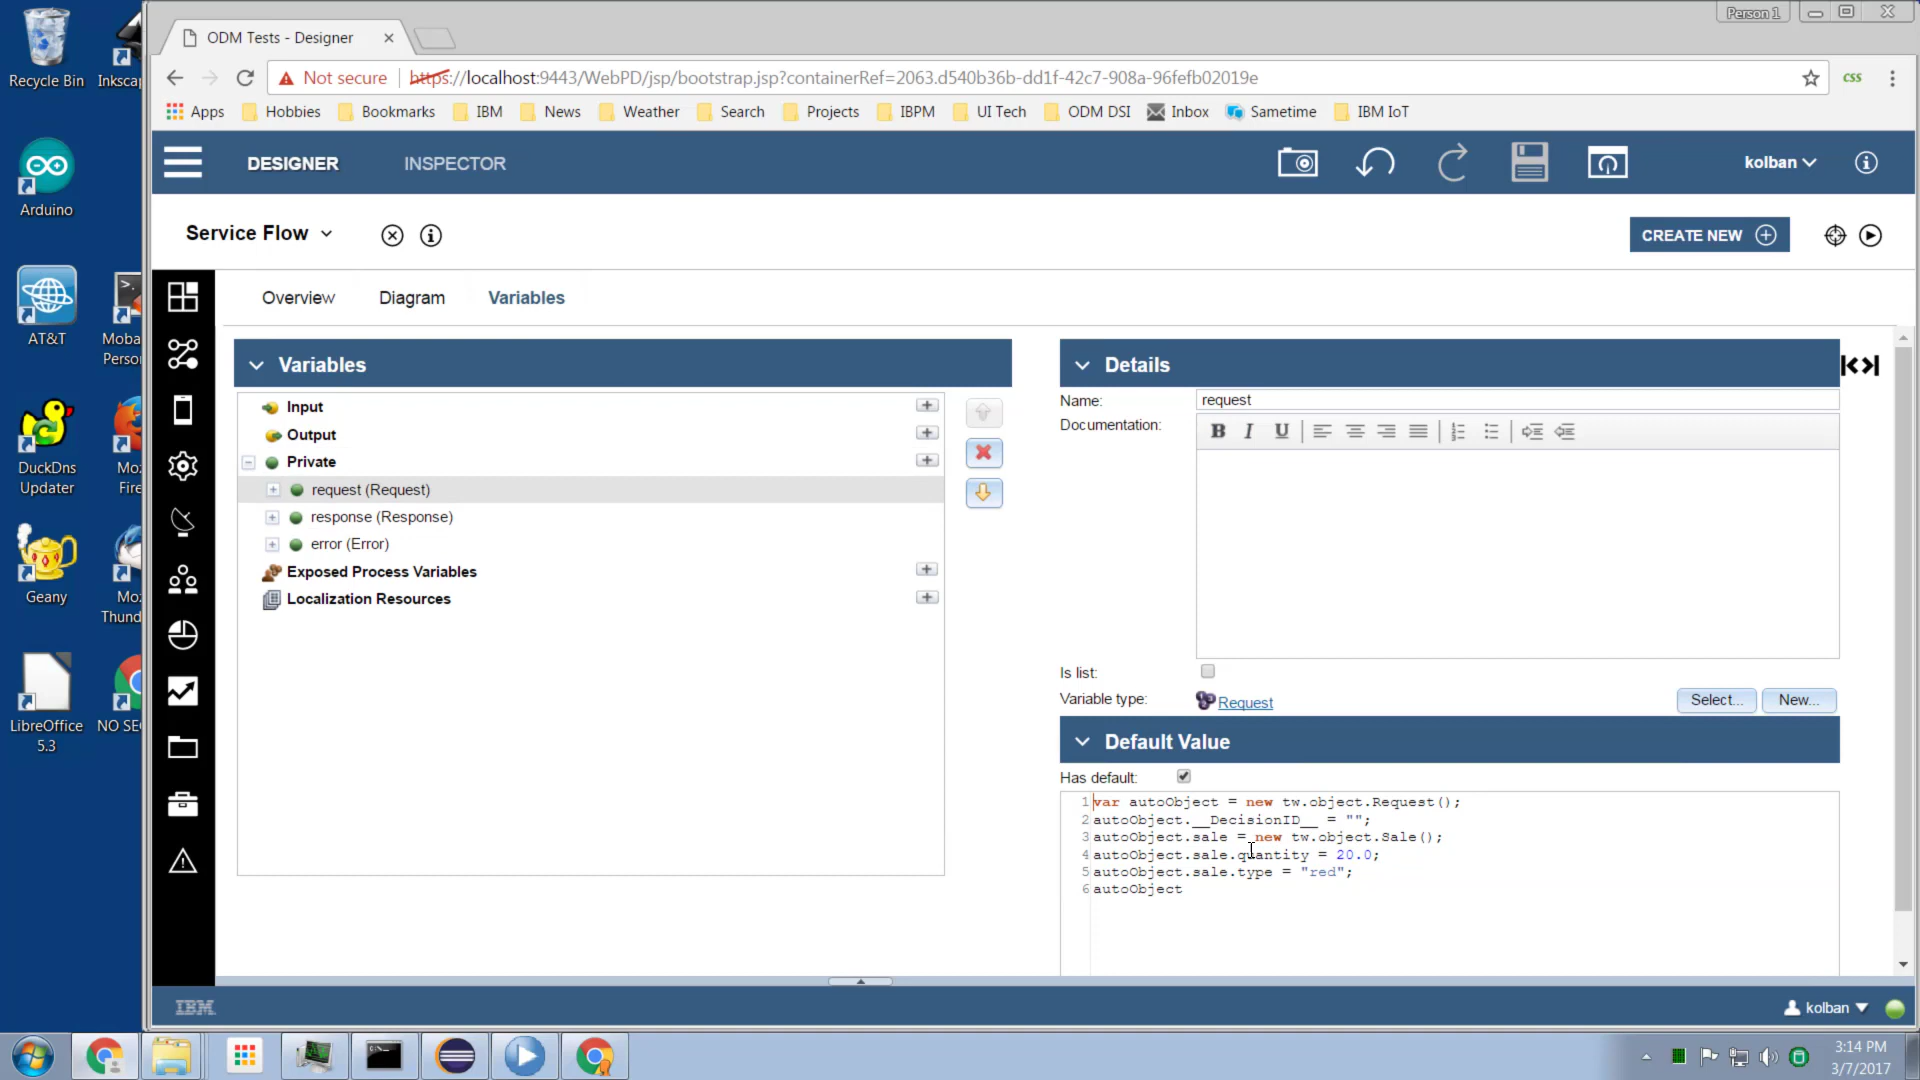 Recycle Bin
Inksca
Arduino
AT&T
Moba
Perso
DuckDns
Updater
Mo:
Fire
Geany
Mo:
Thund
LibreOffice
5.3
NO SE
ODM Tests - Designer
Person 1
Not secure
https://localhost:9443/WebPD/jsp/bootstrap.jsp?containerRef=2063.d540b36b-dd1f-42c7-908a-96fefb02019e
css
Apps
Hobbies
Bookmarks
IBM
News
Weather
Search
Projects
IBPM
UI Tech
ODM DSI
Inbox
Sametime
IBM IoT
DESIGNER
INSPECTOR
kolban
Service Flow
CREATE NEW
Overview
Diagram
Variables
Variables
Input
Output
Private
request (Request)
response (Response)
error (Error)
Exposed Process Variables
Localization Resources
Details
Name:
request
Documentation:
B I U
Is list:
Variable type:
Request
Select...
New...
Default Value
Has default:
1 var autoObject = new tw.object.Request();
2 autoObject.__DecisionID__ = "";
3 autoObject.sale = new tw.object.Sale();
4 autoObject.sale.quantity = 20.0;
5 autoObject.sale.type = "red";
6 autoObject
IBM
kolban
3:14 PM
3/7/2017